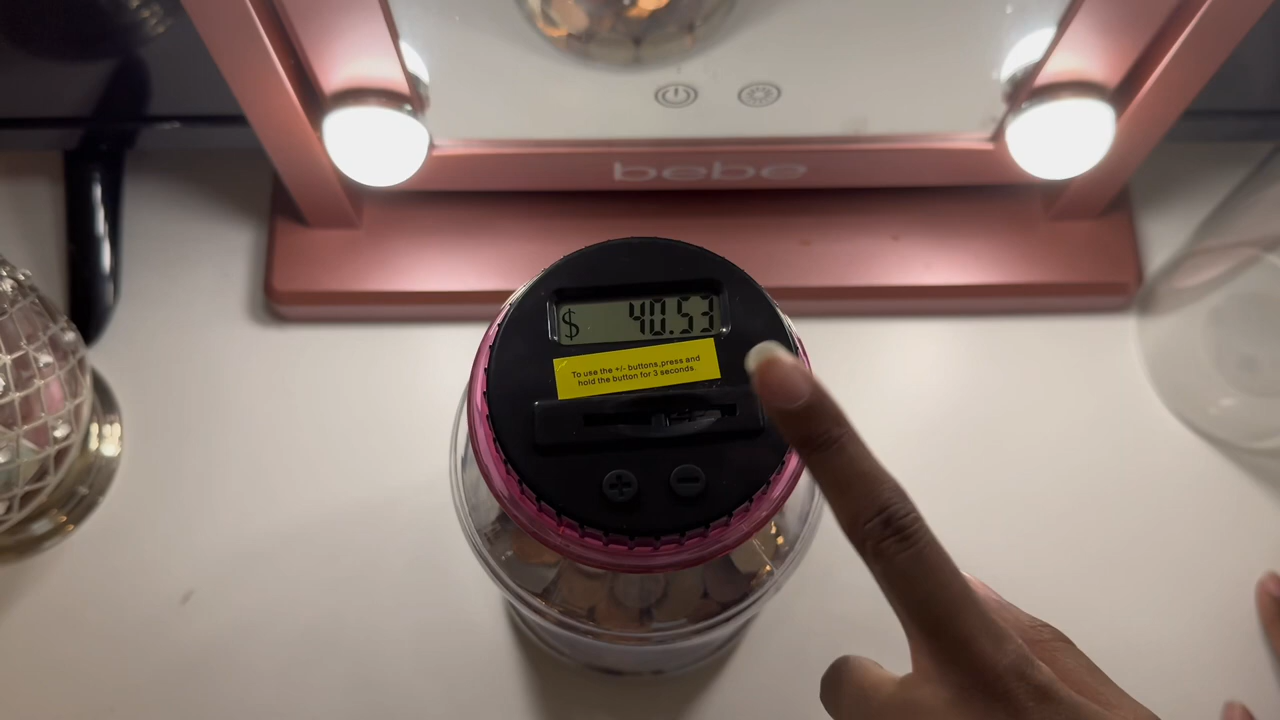 bebe
$ 40.53
To use the +/- buttons,press and
hold the button for 3 seconds.
+ -